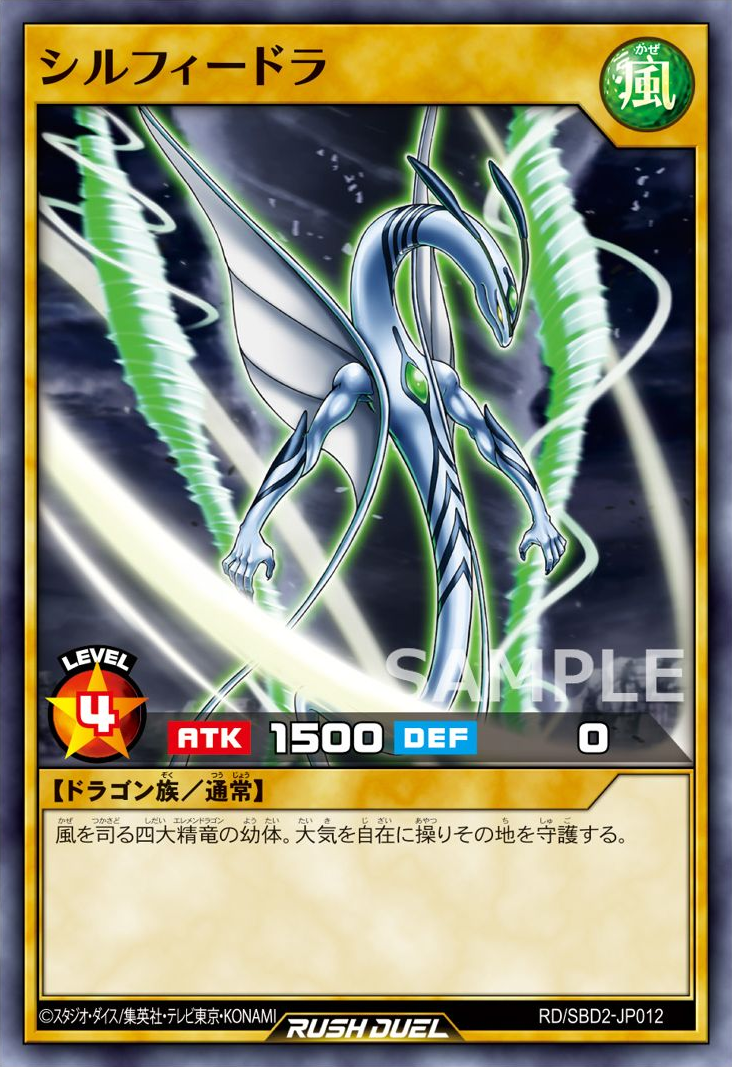 シルフィードラ
かぜ
風
SAMPLE
LEVEL
4
ATK 1500 DEF 0
【ドラゴン族／通常】
風を司る四大精竜の幼体。大気を自在に操りその地を守護する。
©スタジオ・ダイス/集英社・テレビ東京・KONAMI
RUSH DUEL
RD/SBD2-JP012